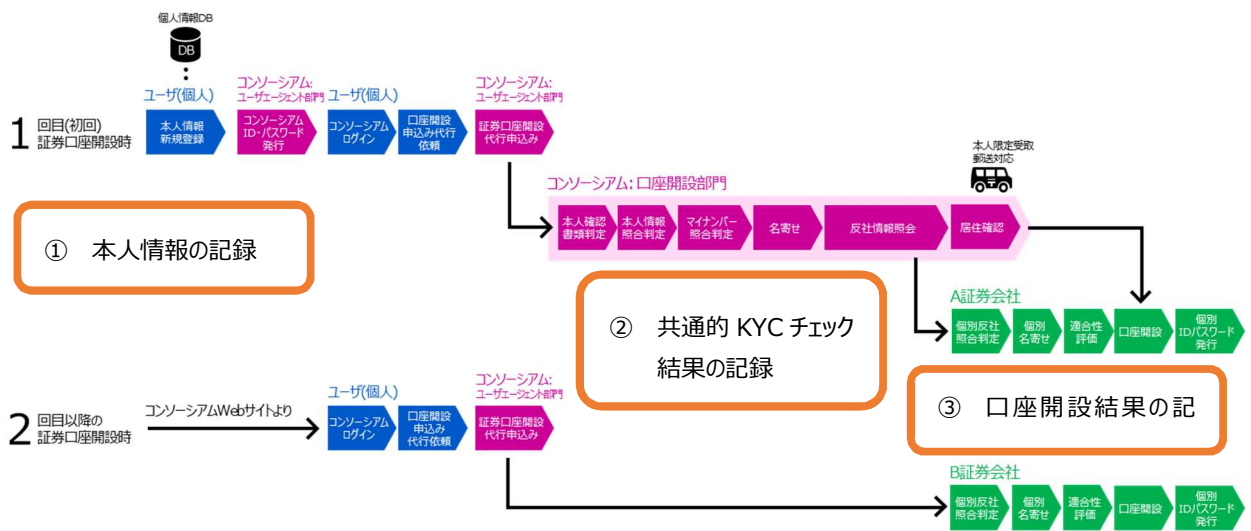 個人情報DB
DB
ユーザ(個人)
コンソーシアム:
ユーザエージェント部門
ユーザ(個人)
コンソーシアム:
ユーザエージェント部門
1 回目(初回)
証券口座開設時
本人情報
新規登録
コンソーシアム
ID・パスワード
発行
コンソーシアム
ログイン
口座開設
申込み代行
依頼
証券口座開設
代行申込み
本人限定受取
郵送対応
コンソーシアム: 口座開設部門
本人確認
書類判定
本人情報
照合判定
マイナンバー
照合判定
名寄せ
反社情報照会
居住確認
① 本人情報の記録
② 共通的 KYC チェック
結果の記録
A証券会社
個別反社
照合判定
個別
名寄せ
適合性
評価
口座開設
個別
IDパスワード
発行
③ 口座開設結果の記
2 回目以降の
証券口座開設時
コンソーシアムWebサイトより
ユーザ(個人)
コンソーシアム:
ユーザエージェント部門
コンソーシアム
ログイン
口座開設
申込み
代行依頼
証券口座開設
代行申込み
B証券会社
個別反社
照合判定
個別
名寄せ
適合性
評価
口座開設
個別
IDパスワード
発行